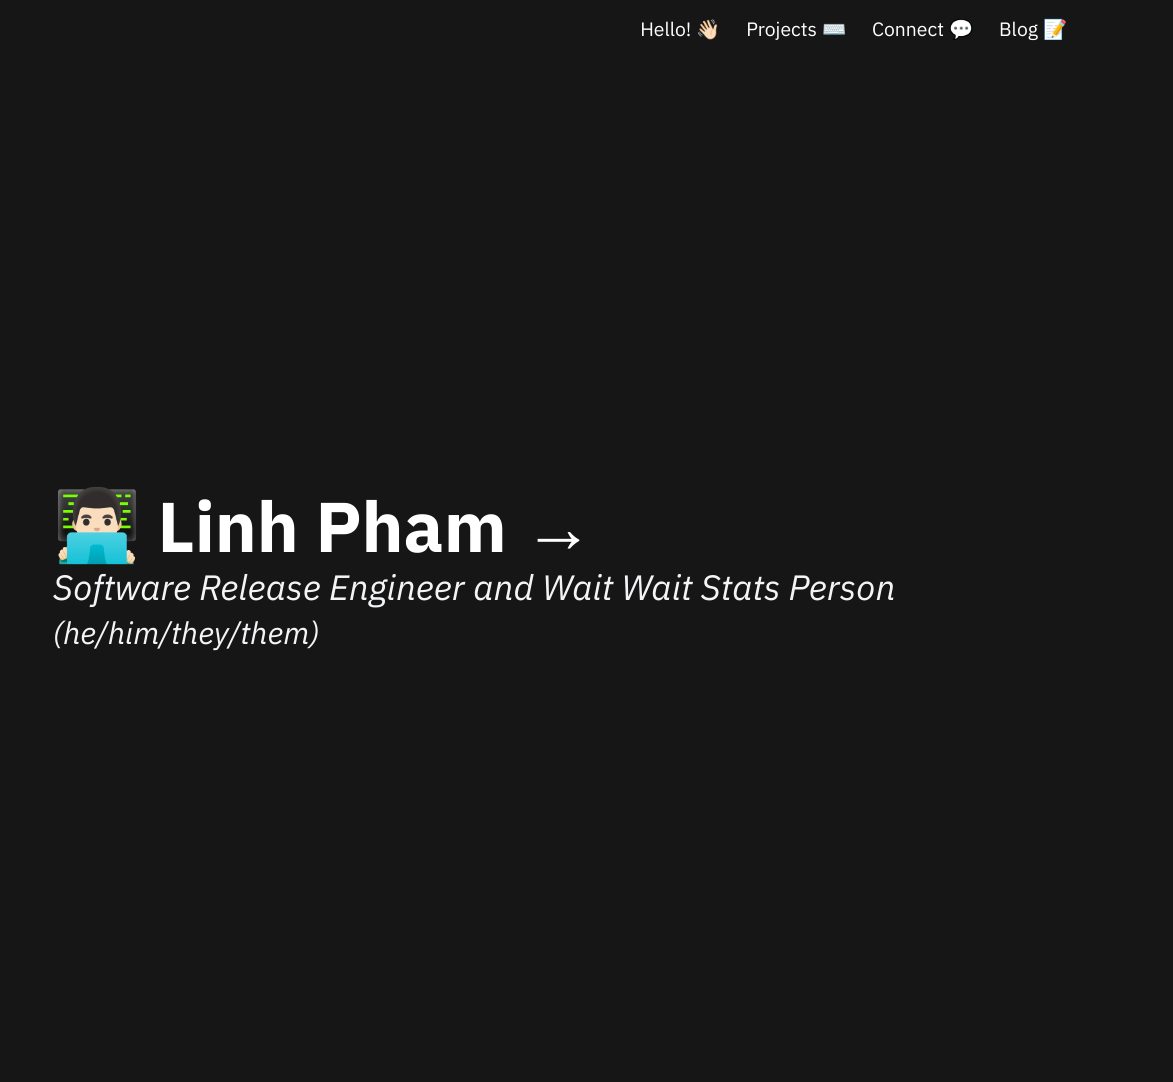 Hello! 👋🏻 Projects ⌨️ Connect 💬 Blog 📝
👨🏻‍💻 Linh Pham →
Software Release Engineer and Wait Wait Stats Person
(he/him/they/them)